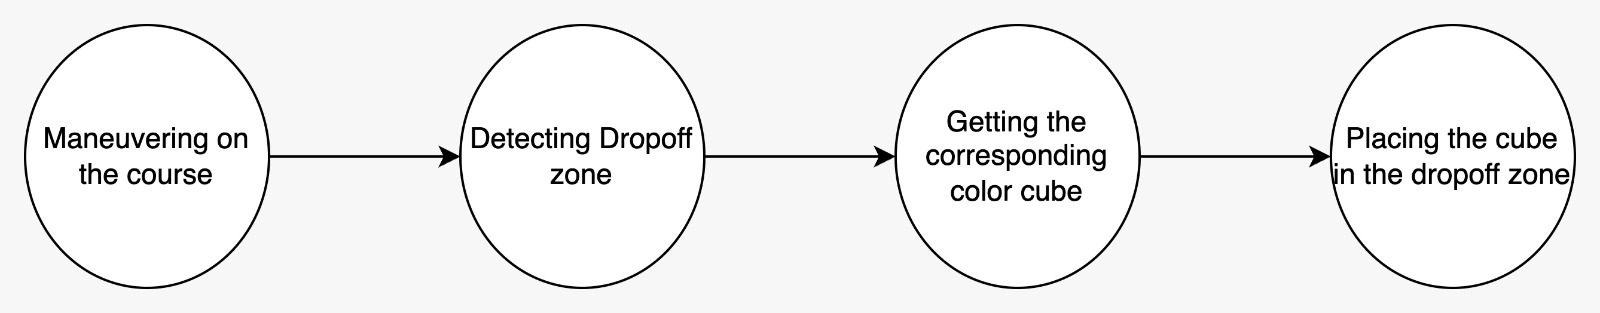 Maneuvering on
the course
Detecting Dropoff
zone
Getting the
corresponding
color cube
Placing the cube
in the dropoff zone